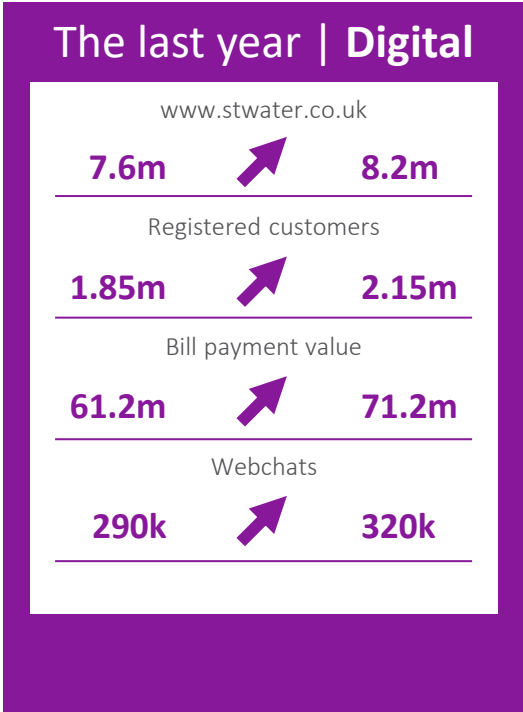 The last year | Digital
www.stwater.co.uk
7.6m 8.2m
Registered customers
1.85m 2.15m
Bill payment value
61.2m 71.2m
Webchats
290k 320k